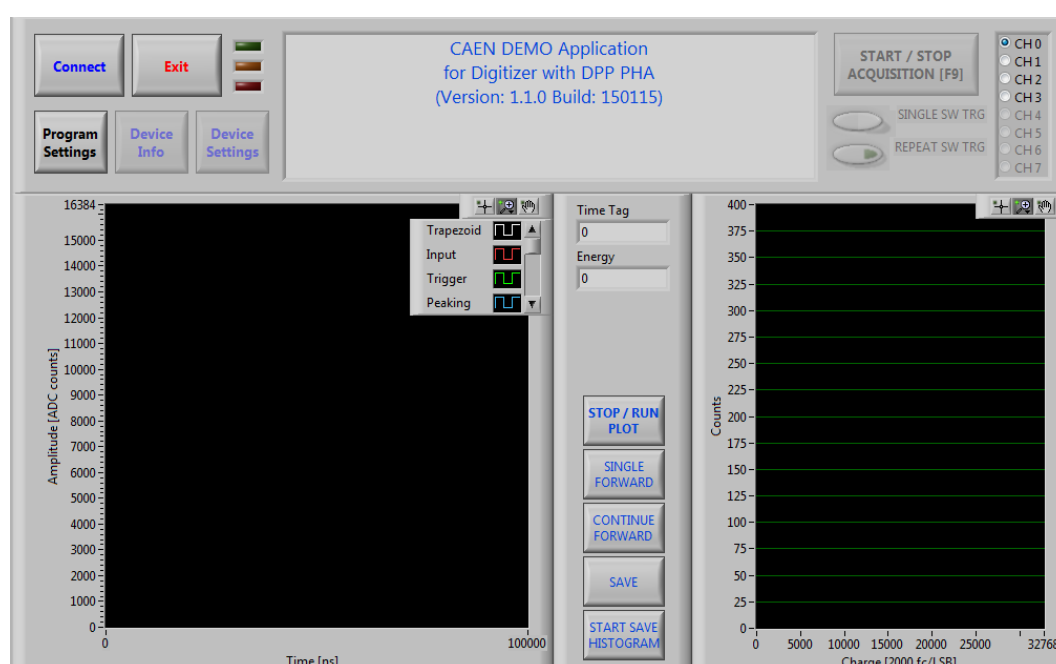 Connect
Exit
CAEN DEMO Application
for Digitizer with DPP PHA
(Version: 1.1.0 Build: 150115)
Program
Settings
Device
Info
Device
Settings
START / STOP
ACQUISITION [F9]
SINGLE SW TRG
REPEAT SW TRG
CH 0
CH 1
CH 2
CH 3
CH 4
CH 5
CH 6
CH 7
16384
15000
14000
13000
12000
11000
10000
9000
8000
7000
6000
5000
4000
3000
2000
1000
0
Amplitude [ADC counts]
0
100000
Time [ns]
Trapezoid
Input
Trigger
Peaking
Time Tag
0
Energy
0
STOP / RUN
PLOT
SINGLE
FORWARD
CONTINUE
FORWARD
SAVE
START SAVE
HISTOGRAM
400
375
350
325
300
275
250
225
200
175
150
125
100
75
50
25
0
Counts
0 5000 10000 15000 20000 25000 32768
Charge [2000 fc/LSB]